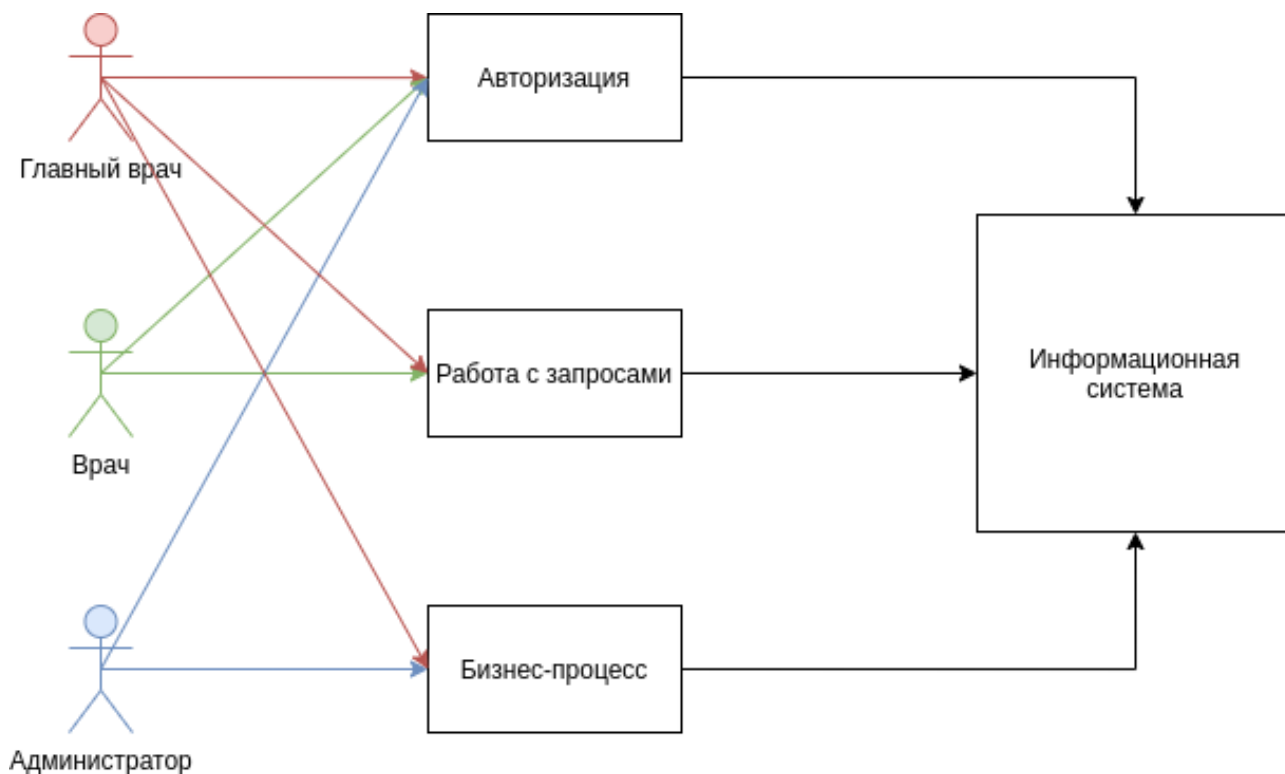 Главный врач
Авторизация
Врач
Работа с запросами
Информационная
система
Администратор
Бизнес-процесс